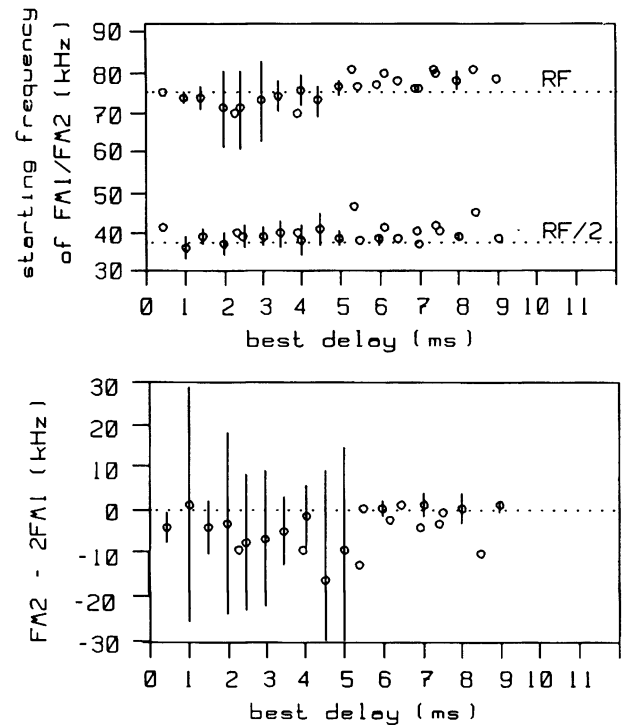 starting frequency
of FM1/FM2 (kHz)
90
80
70
60
50
40
30
RF
RF/2
0 1 2 3 4 5 6 7 8 9 10 11
best delay (ms)
FM2 - 2FM1 (kHz)
30
20
10
0
-10
-20
-30
0 1 2 3 4 5 6 7 8 9 10 11
best delay (ms)